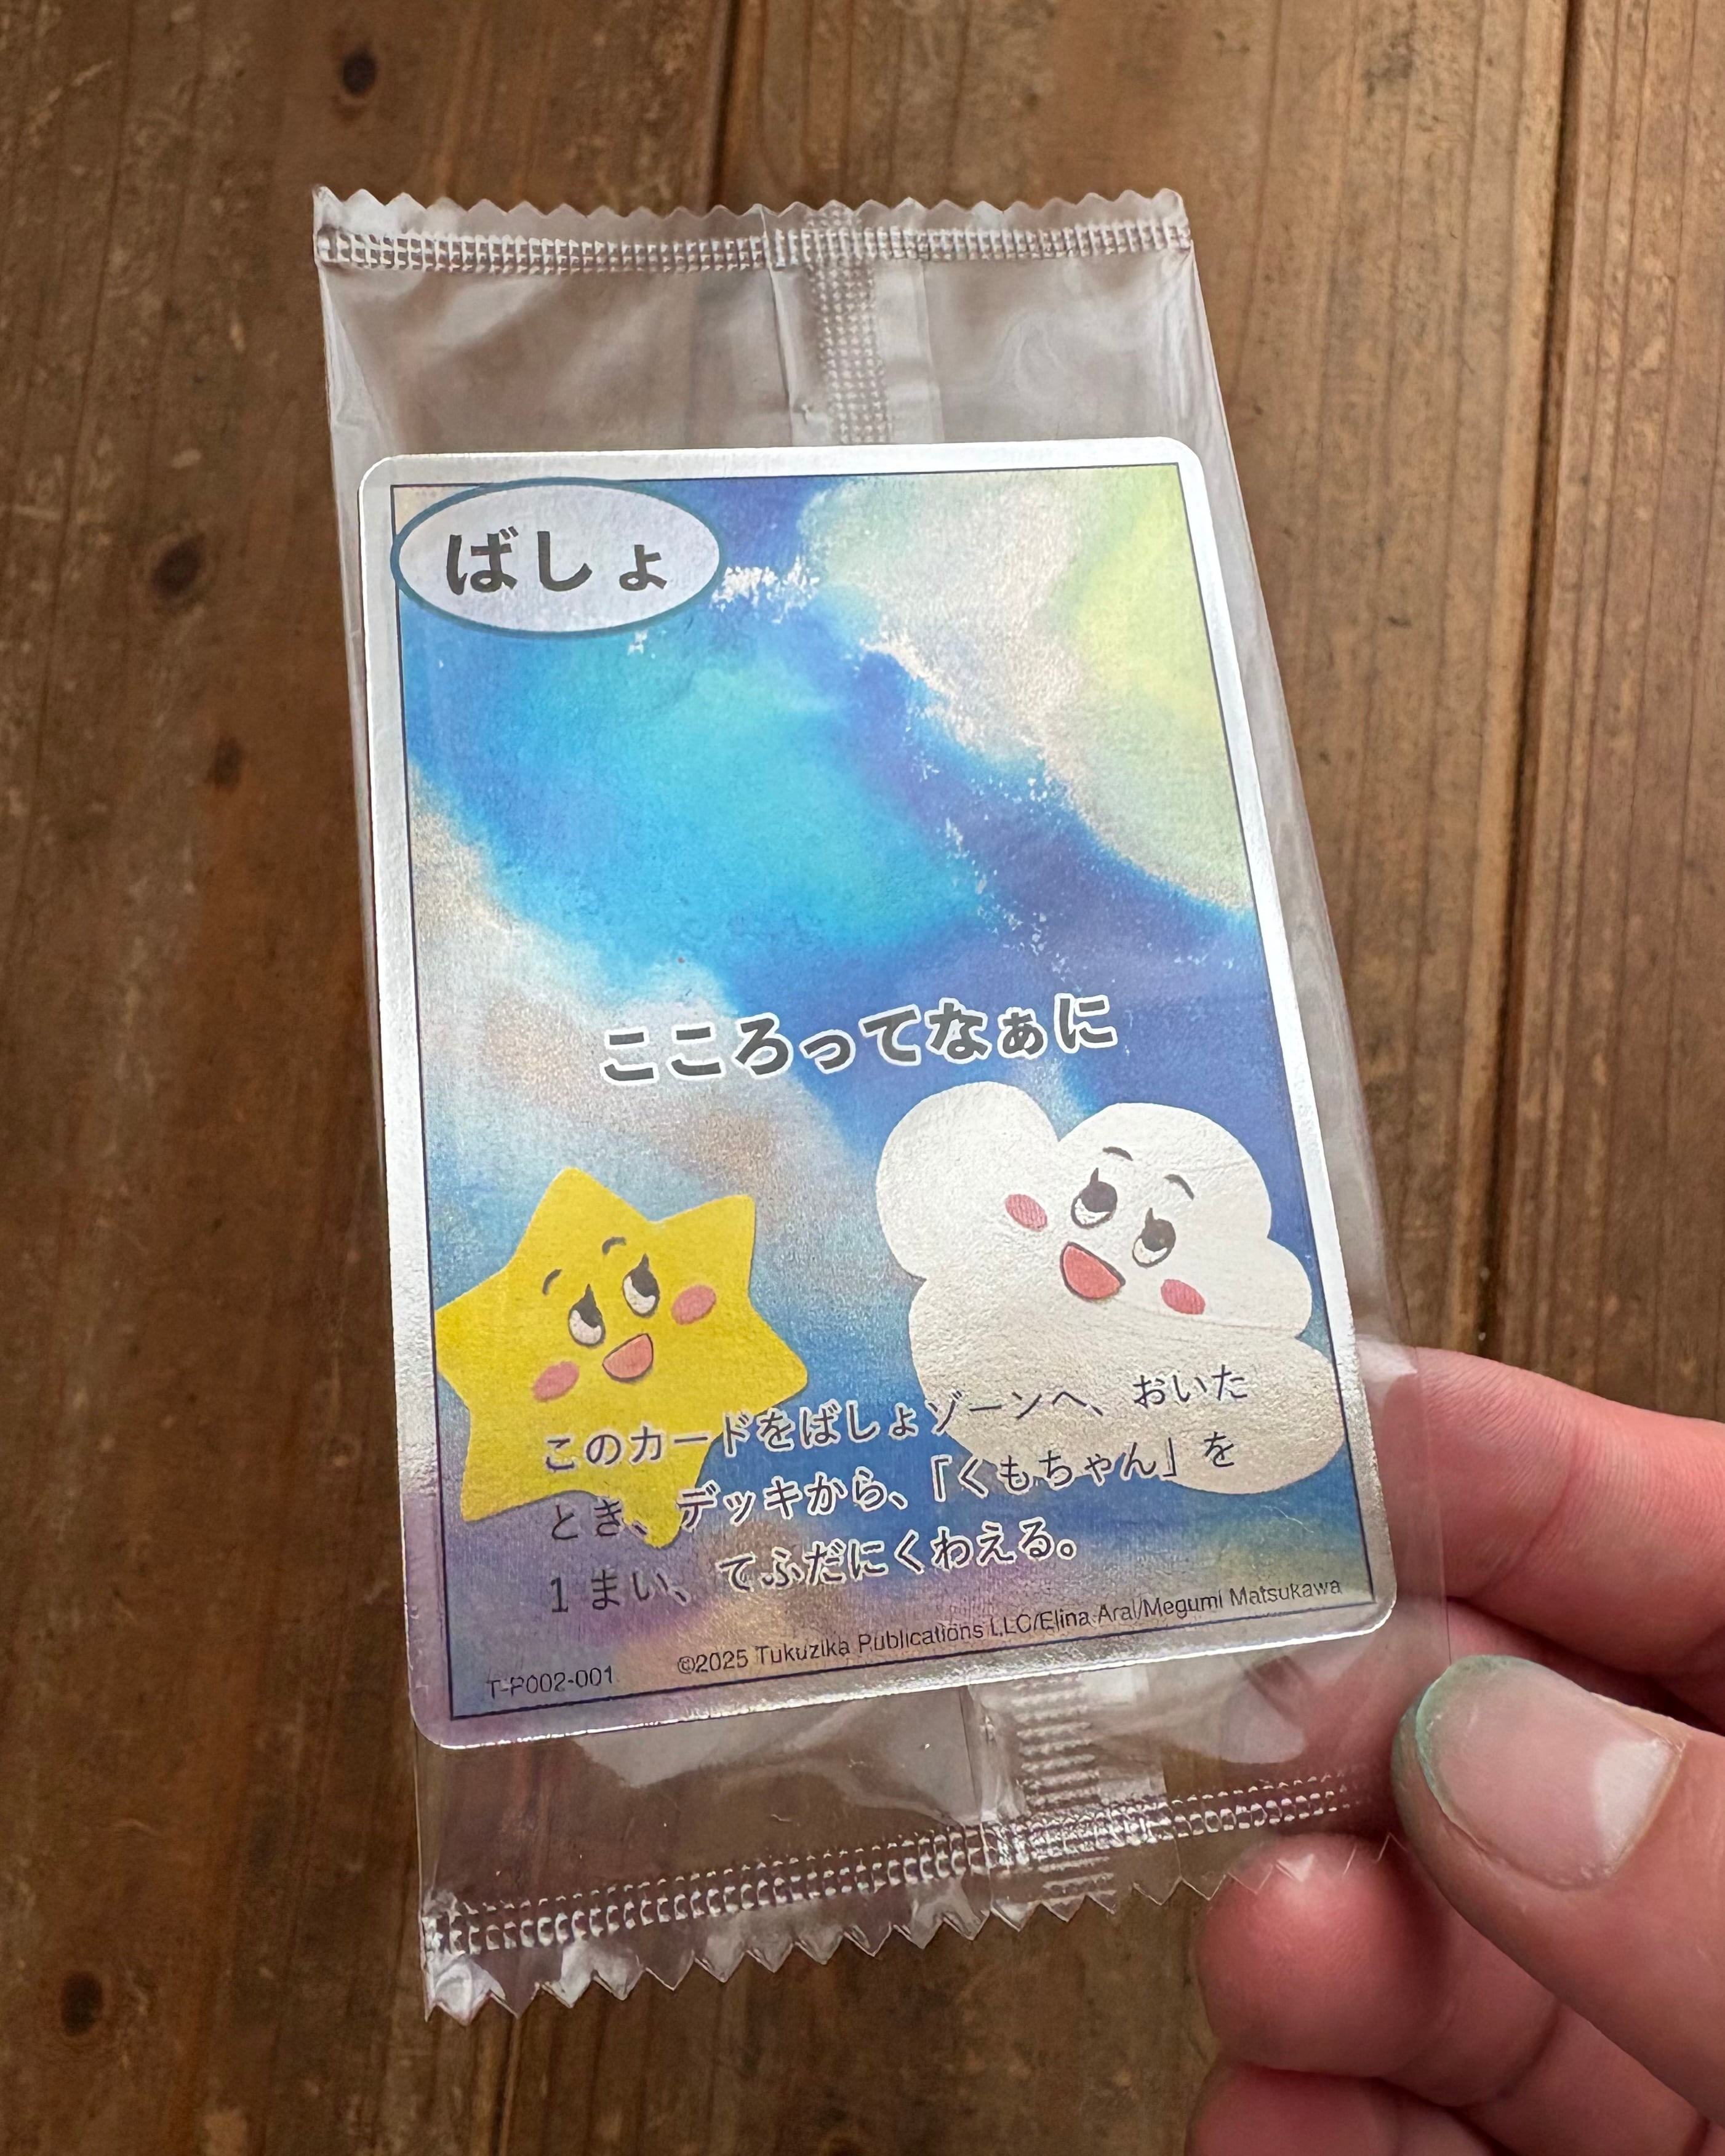 ばしょ
こころってなぁに
このカードをばしょゾーンへ、おいた
とき、デッキから、「くもちゃん」を
1まい、てふだにくわえる。
©2025 Tukuzika Publications LLC/Elina Arai/Megumi Matsukawa
T-P002-001